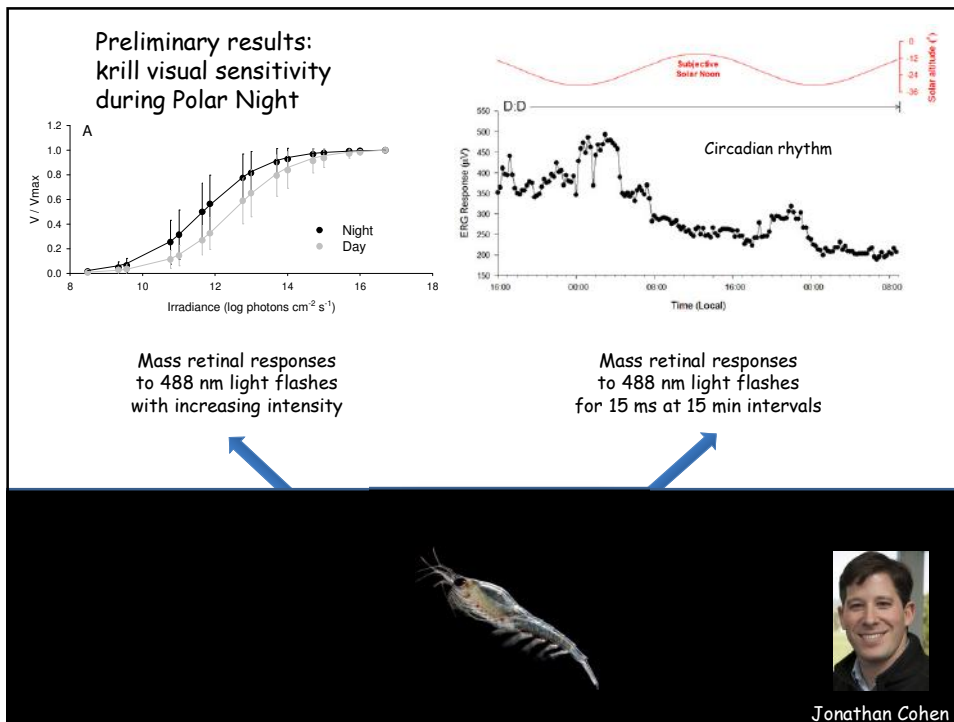 Preliminary results:
krill visual sensitivity
during Polar Night
A
1.2
1.0
0.8
0.6
0.4
0.2
0.0
V / Vmax
Night
Day
8 10 12 14 16 18
Irradiance (log photons cm⁻² s⁻¹)
Subjective
Solar Noon
0
-12
-24
-36
Solar altitude (°)
D:D
Circadian rhythm
550
500
450
400
350
300
250
200
150
ERG Response (µV)
16:00 00:00 08:00 16:00 00:00 08:00
Time (Local)
Mass retinal responses
to 488 nm light flashes
with increasing intensity
Mass retinal responses
to 488 nm light flashes
for 15 ms at 15 min intervals
Jonathan Cohen